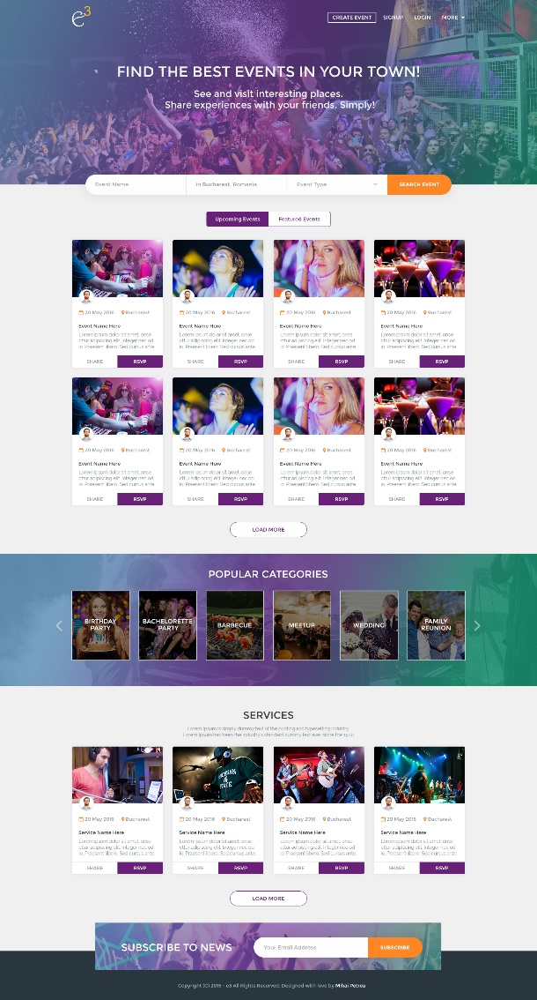 e3
CREATE EVENT SIGNUP LOGIN MORE
FIND THE BEST EVENTS IN YOUR TOWN!
See and visit interesting places.
Share experiences with your friends. Simply!
Event Name in Bucharest, Romania Event Type SEARCH EVENT
Upcoming Events Featured Events
20 May 2016 Bucharest 20 May 2016 Bucharest 20 May 2016 Bucharest 20 May 2016 Bucharest
Event Name Here Event Name Here Event Name Here Event Name Here
Lorem ipsum dolor sit amet, onse Lorem ipsum dolor sit amet, onse Lorem ipsum dolor sit amet, onse Lorem ipsum dolor sit amet, onse
cttur adipiscing elit. Integer nec od cttur adipiscing elit. Integer nec od cttur adipiscing elit. Integer nec od cttur adipiscing elit. Integer nec od
io. Praesent libero. Sed cursus ante io. Praesent libero. Sed cursus ante io. Praesent libero. Sed cursus ante io. Praesent libero. Sed cursus ante
SHARE RSVP SHARE RSVP SHARE RSVP SHARE RSVP
20 May 2016 Bucharest 20 May 2016 Bucharest 20 May 2016 Bucharest 20 May 2016 Bucharest
Event Name Here Event Name Here Event Name Here Event Name Here
Lorem ipsum dolor sit amet, onse Lorem ipsum dolor sit amet, onse Lorem ipsum dolor sit amet, onse Lorem ipsum dolor sit amet, onse
cttur adipiscing elit. Integer nec od cttur adipiscing elit. Integer nec od cttur adipiscing elit. Integer nec od cttur adipiscing elit. Integer nec od
io. Praesent libero. Sed cursus ante io. Praesent libero. Sed cursus ante io. Praesent libero. Sed cursus ante io. Praesent libero. Sed cursus ante
SHARE RSVP SHARE RSVP SHARE RSVP SHARE RSVP
LOAD MORE
POPULAR CATEGORIES
BIRTHDAY PARTY
BACHELORETTE PARTY
BARBECUE
MEETUP
WEDDING
FAMILY REUNION
SERVICES
Lorem Ipsum is simply dummy text of the printing and typesetting industry.
Lorem Ipsum has been the industry's standard dummy text ever since the 1500
20 May 2016 Bucharest 20 May 2016 Bucharest 20 May 2016 Bucharest 20 May 2016 Bucharest
Service Name Here Service Name Here Service Name Here Service Name Here
Lorem ipsum dolor sit amet, onse Lorem ipsum dolor sit amet, onse Lorem ipsum dolor sit amet, onse Lorem ipsum dolor sit amet, onse
cttur adipiscing elit. Integer nec od cttur adipiscing elit. Integer nec od cttur adipiscing elit. Integer nec od cttur adipiscing elit. Integer nec od
io. Praesent libero. Sed cursus ante io. Praesent libero. Sed cursus ante io. Praesent libero. Sed cursus ante io. Praesent libero. Sed cursus ante
SHARE RSVP SHARE RSVP SHARE RSVP SHARE RSVP
LOAD MORE
SUBSCRIBE TO NEWS Your Email Address SUBSCRIBE
Copyright (C) 2015 - e3 All Rights Reserved. Designed with love by Mihai Petrea